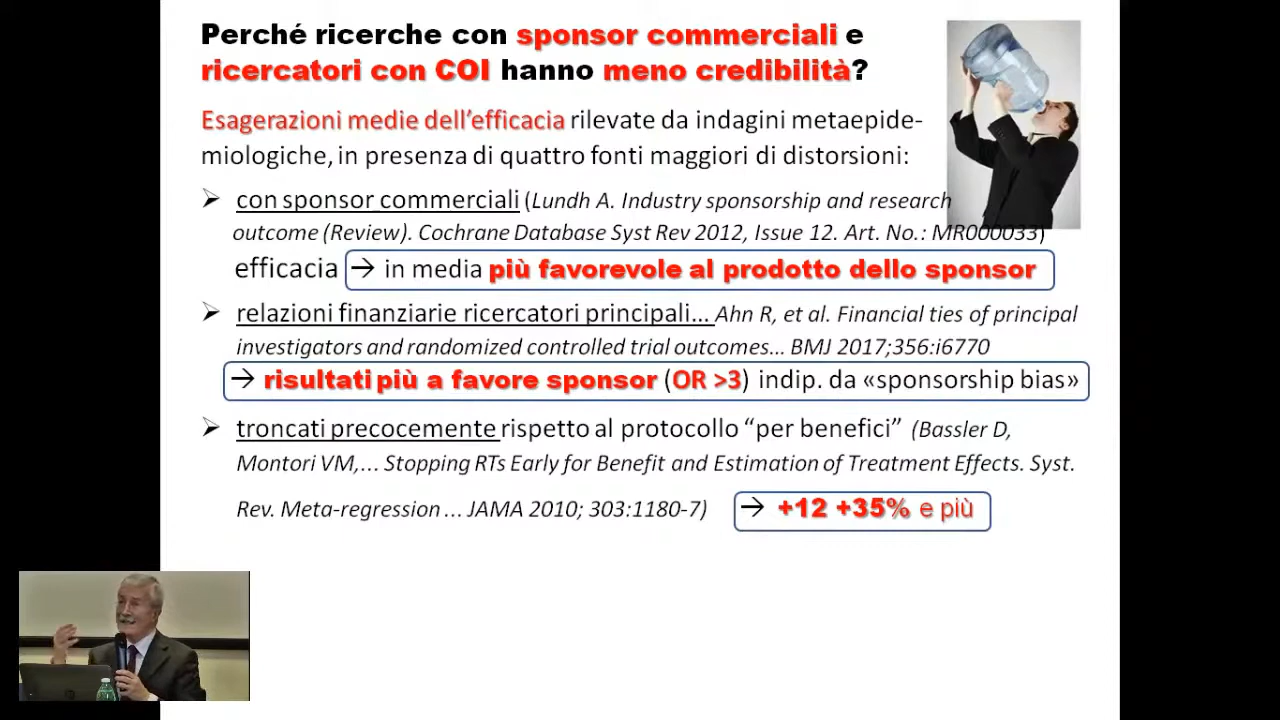 Perché ricerche con sponsor commerciali e
ricercatori con COI hanno meno credibilità?
Esagerazioni medie dell’efficacia rilevate da indagini metaepide-
miologiche, in presenza di quattro fonti maggiori di distorsioni:
➢ con sponsor commerciali (Lundh A. Industry sponsorship and research
outcome (Review). Cochrane Database Syst Rev 2012, Issue 12. Art. No.: MR000033)
efficacia → in media più favorevole al prodotto dello sponsor
➢ relazioni finanziarie ricercatori principali... Ahn R, et al. Financial ties of principal
investigators and randomized controlled trial outcomes... BMJ 2017;356:i6770
→ risultati più a favore sponsor (OR >3) indip. da «sponsorship bias»
➢ troncati precocemente rispetto al protocollo “per benefici” (Bassler D,
Montori VM,... Stopping RTs Early for Benefit and Estimation of Treatment Effects. Syst.
Rev. Meta-regression ... JAMA 2010; 303:1180-7) → +12 +35% e più